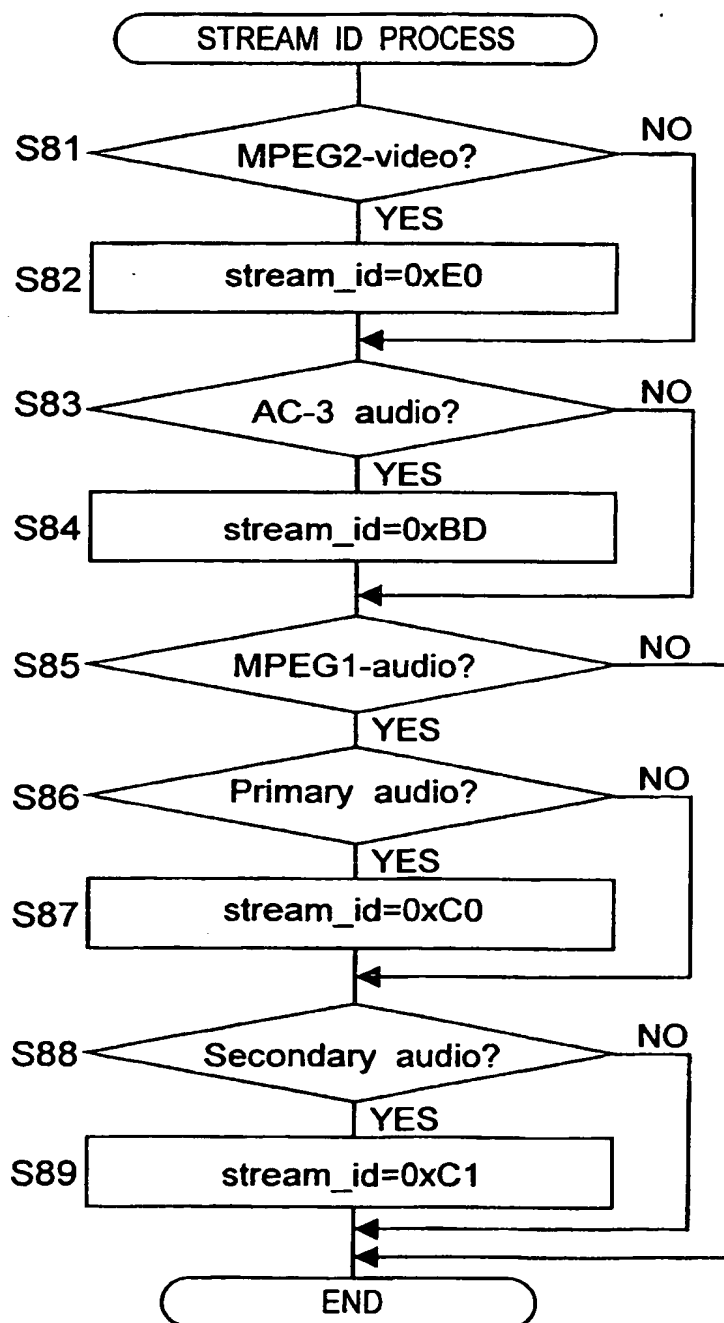 STREAM ID PROCESS
S81
MPEG2-video?
NO
YES
S82
stream_id=0xE0
S83
AC-3 audio?
NO
YES
S84
stream_id=0xBD
S85
MPEG1-audio?
NO
YES
S86
Primary audio?
NO
YES
S87
stream_id=0xC0
S88
Secondary audio?
NO
YES
S89
stream_id=0xC1
END